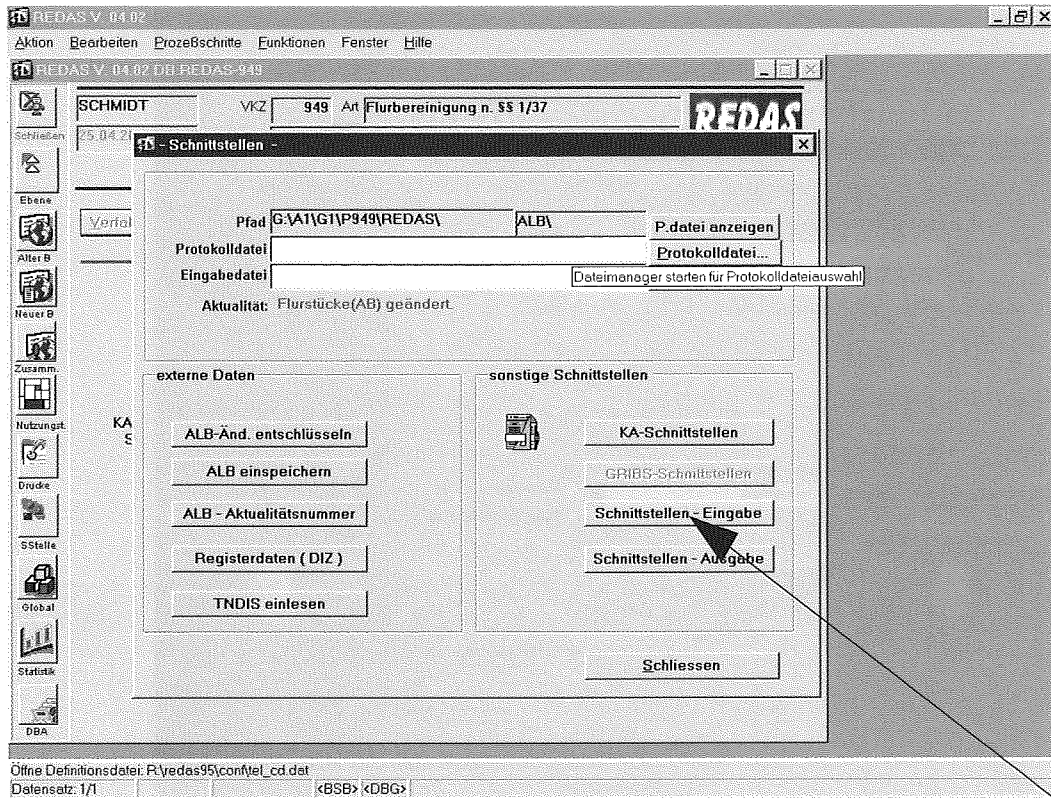 REDAS V. 04.02
Aktion Bearbeiten Prozeßschritte Funktionen Fenster Hilfe
REDAS V. 04.02 DB:REDAS-949
Schließen
SCHMIDT VKZ 949 Art Flurbereinigung n. §§ 1/37
REDAS
25.04.2
- Schnittstellen -
Ebene
Alter B
Neuer B
Zusamm.
Nutzungst.
Drucke
SStelle
Global
Statistik
DBA
Pfad G:\A1\G1\P949\REDAS\ ALB\ P.datei anzeigen
Protokolldatei Protokolldatei...
Eingabedatei Dateimanager starten für Protokolldateiauswahl
Aktualität: Flurstücke(AB) geändert.
externe Daten
ALB-Änd. entschlüsseln
ALB einspeichern
ALB - Aktualitätsnummer
Registerdaten ( DIZ )
TNDIS einlesen
sonstige Schnittstellen
KA-Schnittstellen
GRIBS-Schnittstellen
Schnittstellen - Eingabe
Schnittstellen - Ausgabe
Schliessen
KA
S
Öffne Definitionsdatei: R:\redas95\conf\tel_cd.dat
Datensatz: 1/1 <BSB> <DBG>